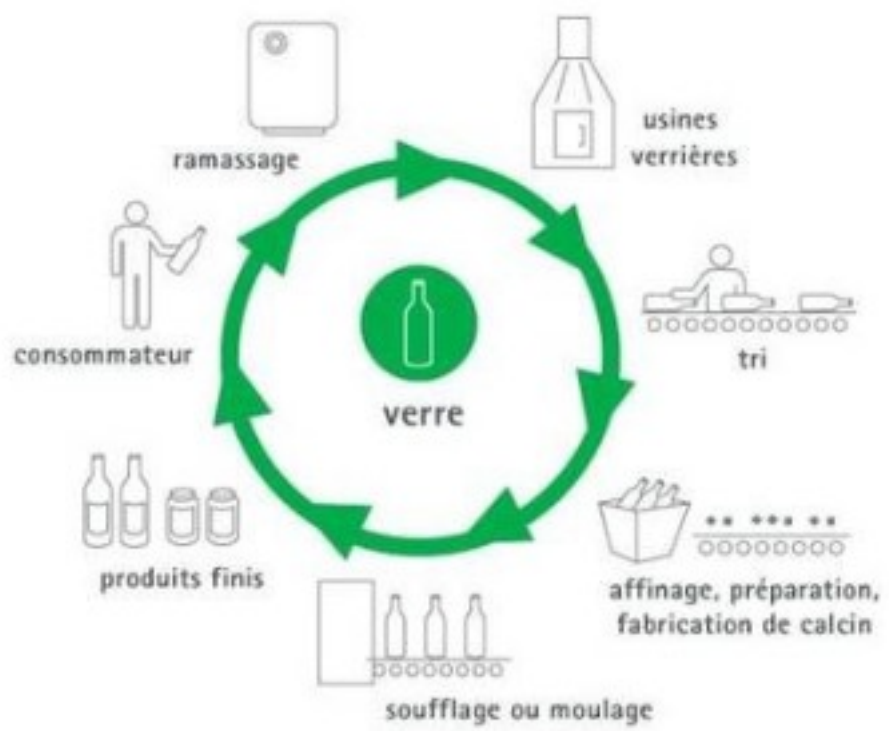 ramassage
usines
verrières
tri
affinage, préparation,
fabrication de calcin
soufflage ou moulage
produits finis
consommateur
verre